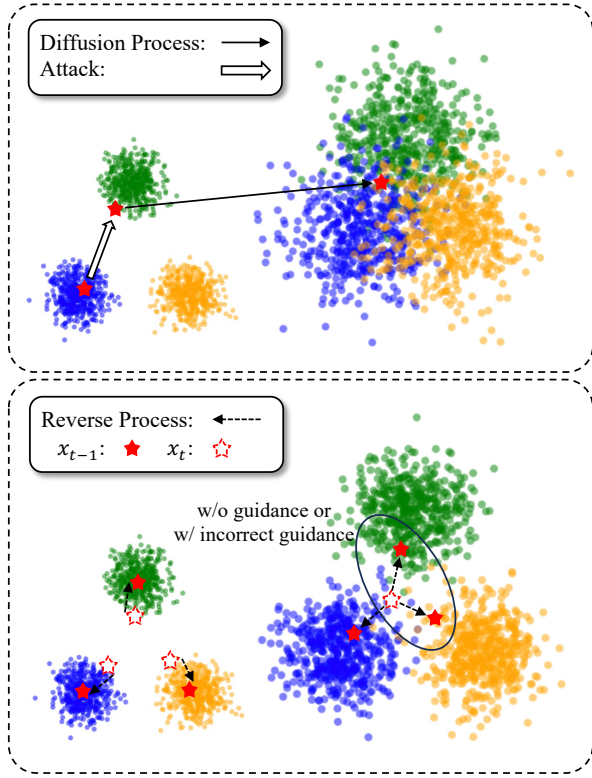 Diffusion Process:
Attack:
Reverse Process:
x_{t−1}: x_t:
w/o guidance or
w/ incorrect guidance